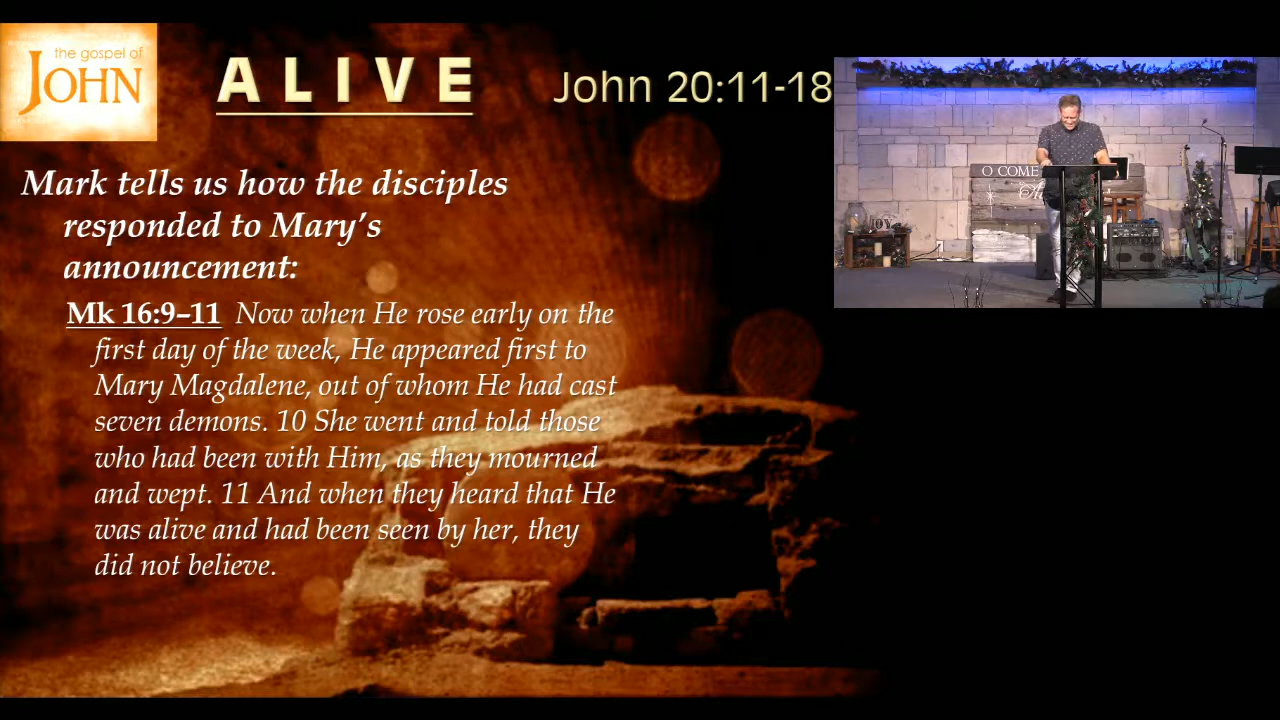 the gospel of
JOHN
ALIVE
John 20:11-18
Mark tells us how the disciples
responded to Mary's
announcement:
Mk 16:9–11 Now when He rose early on the
first day of the week, He appeared first to
Mary Magdalene, out of whom He had cast
seven demons. 10 She went and told those
who had been with Him, as they mourned
and wept. 11 And when they heard that He
was alive and had been seen by her, they
did not believe.
O COME
JOY